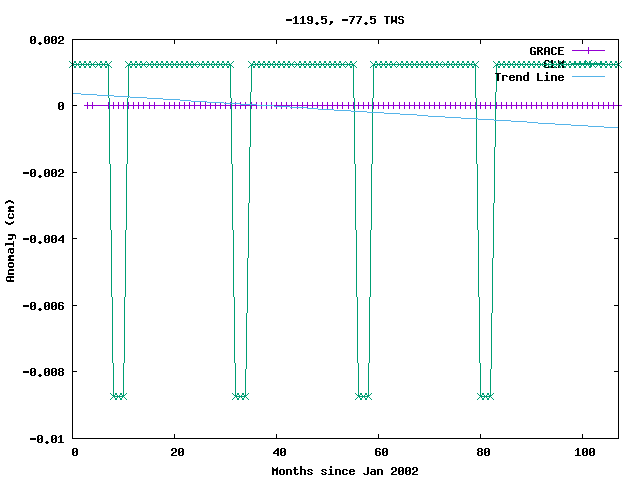 -119.5, -77.5 TWS
0.002
GRACE
CLM
Trend Line
0
-0.002
-0.004
Anomaly (cm)
-0.006
-0.008
-0.01
0 20 40 60 80 100
Months since Jan 2002